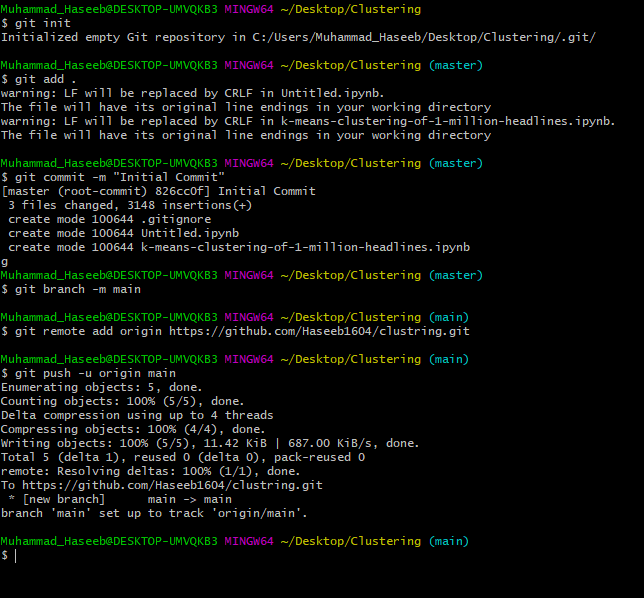 Muhammad_Haseeb@DESKTOP-UMVQKB3 MINGW64 ~/Desktop/Clustering
$ git init
Initialized empty Git repository in C:/Users/Muhammad_Haseeb/Desktop/Clustering/.git/
Muhammad_Haseeb@DESKTOP-UMVQKB3 MINGW64 ~/Desktop/Clustering (master)
$ git add .
warning: LF will be replaced by CRLF in Untitled.ipynb.
The file will have its original line endings in your working directory
warning: LF will be replaced by CRLF in k-means-clustering-of-1-million-headlines.ipynb.
The file will have its original line endings in your working directory
Muhammad_Haseeb@DESKTOP-UMVQKB3 MINGW64 ~/Desktop/Clustering (master)
$ git commit -m "Initial Commit"
[master (root-commit) 826cc0f] Initial Commit
3 files changed, 3148 insertions(+)
create mode 100644 .gitignore
create mode 100644 Untitled.ipynb
create mode 100644 k-means-clustering-of-1-million-headlines.ipynb
g
Muhammad_Haseeb@DESKTOP-UMVQKB3 MINGW64 ~/Desktop/Clustering (master)
$ git branch -m main
Muhammad_Haseeb@DESKTOP-UMVQKB3 MINGW64 ~/Desktop/Clustering (main)
$ git remote add origin https://github.com/Haseeb1604/clustring.git
Muhammad_Haseeb@DESKTOP-UMVQKB3 MINGW64 ~/Desktop/Clustering (main)
$ git push -u origin main
Enumerating objects: 5, done.
Counting objects: 100% (5/5), done.
Delta compression using up to 4 threads
Compressing objects: 100% (4/4), done.
Writing objects: 100% (5/5), 11.42 KiB | 687.00 KiB/s, done.
Total 5 (delta 1), reused 0 (delta 0), pack-reused 0
remote: Resolving deltas: 100% (1/1), done.
To https://github.com/Haseeb1604/clustring.git
* [new branch]      main -> main
branch 'main' set up to track 'origin/main'.
Muhammad_Haseeb@DESKTOP-UMVQKB3 MINGW64 ~/Desktop/Clustering (main)
$